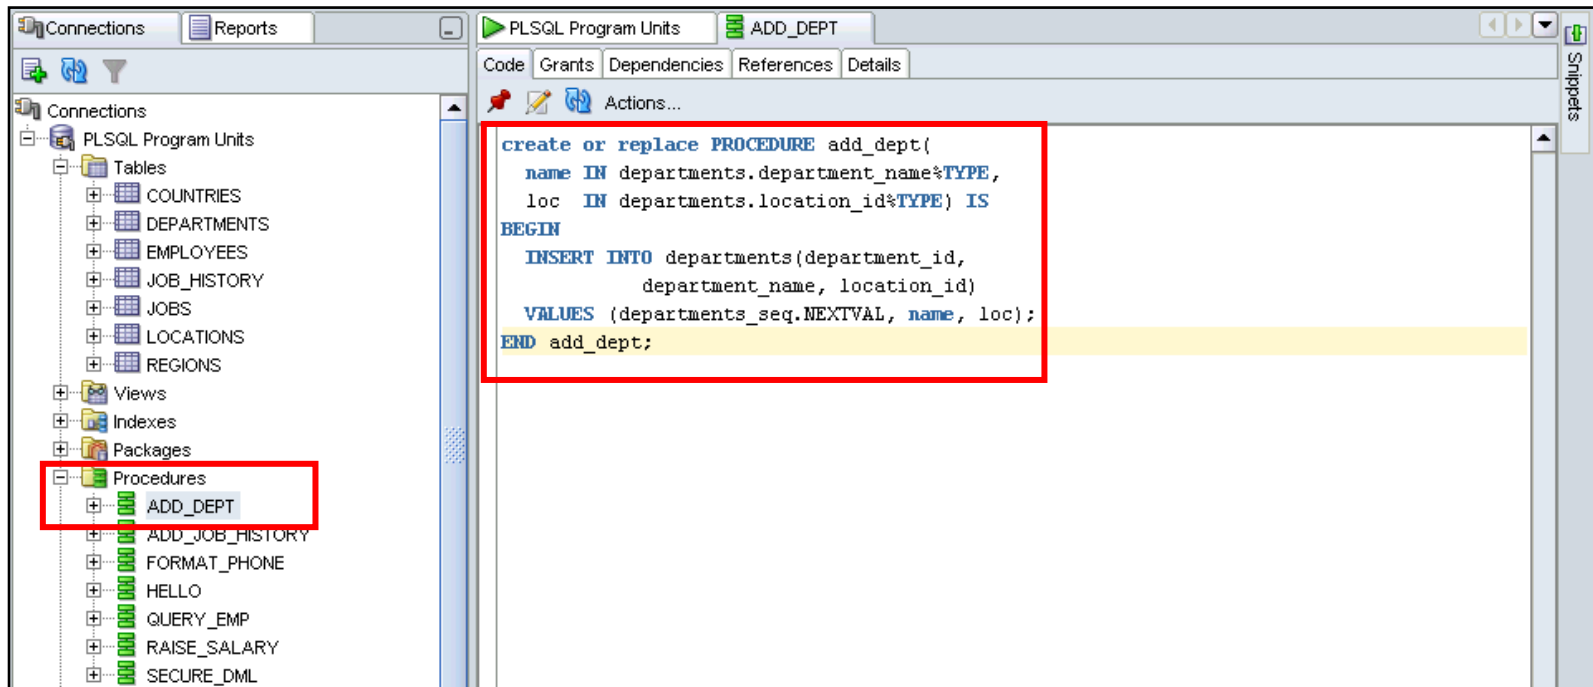 Connections
Reports
PLSQL Program Units
ADD_DEPT
Snippets
Code
Grants
Dependencies
References
Details
Actions...
Connections
PLSQL Program Units
Tables
COUNTRIES
DEPARTMENTS
EMPLOYEES
JOB_HISTORY
JOBS
LOCATIONS
REGIONS
Views
Indexes
Packages
Procedures
ADD_DEPT
ADD_JOB_HISTORY
FORMAT_PHONE
HELLO
QUERY_EMP
RAISE_SALARY
SECURE_DML
create or replace PROCEDURE add_dept(
name IN departments.department_name%TYPE,
loc IN departments.location_id%TYPE) IS
BEGIN
INSERT INTO departments(department_id,
department_name, location_id)
VALUES (departments_seq.NEXTVAL, name, loc);
END add_dept;